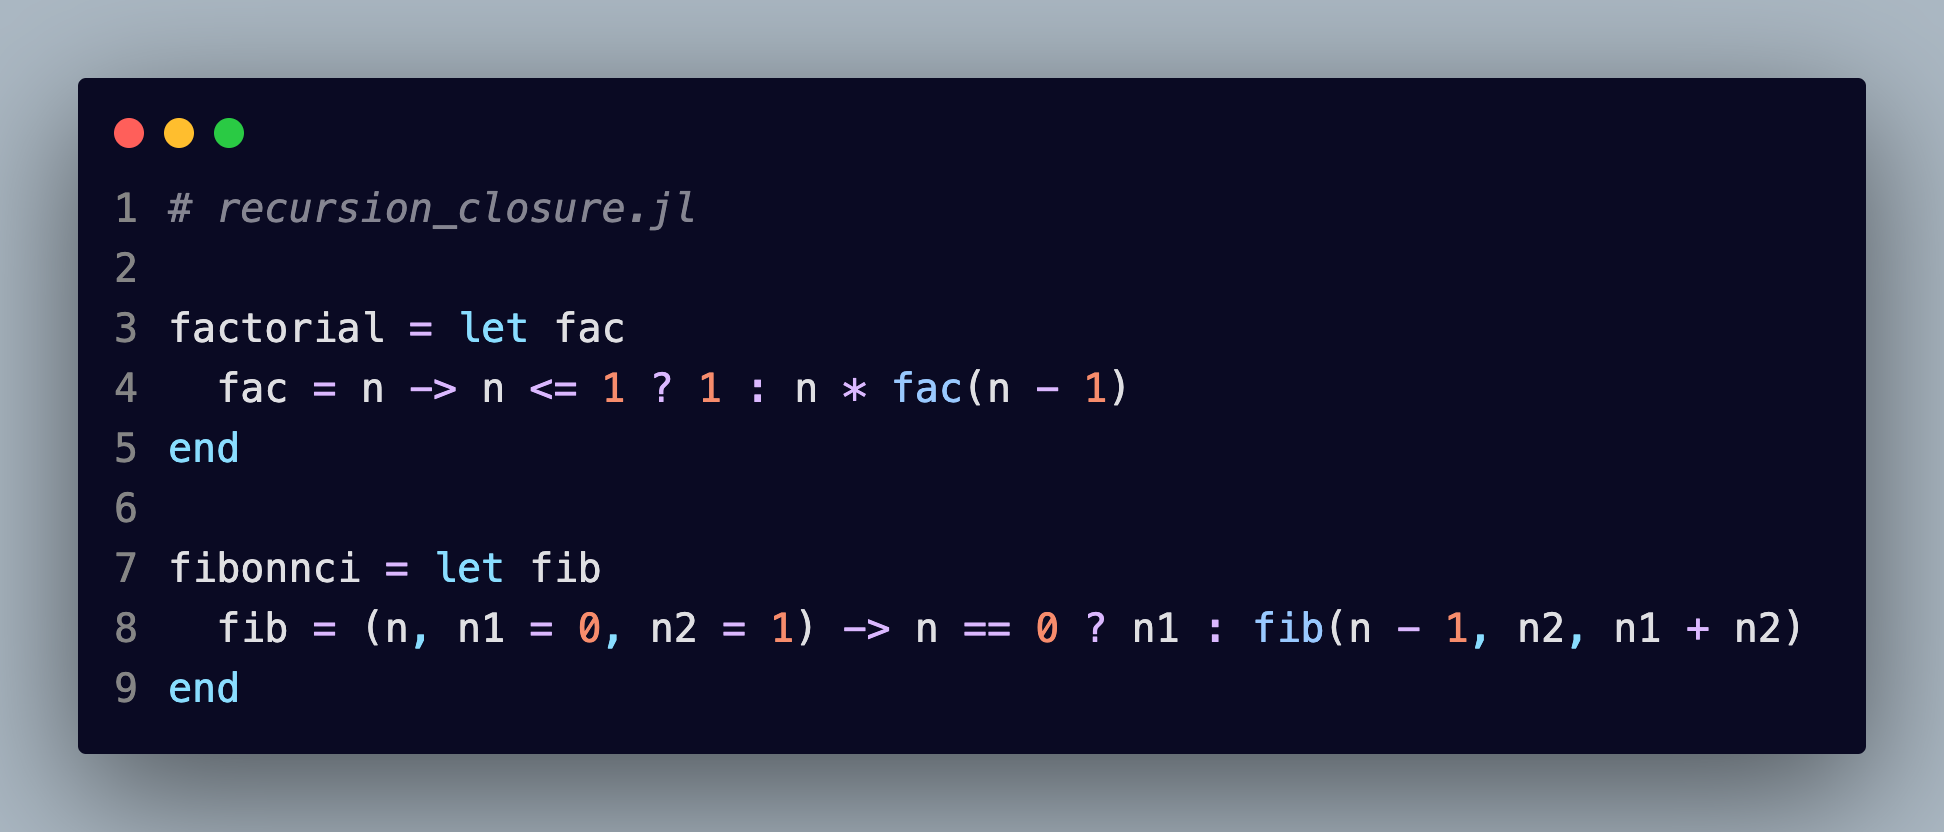 1 # recursion_closure.jl
2
3 factorial = let fac
4   fac = n -> n <= 1 ? 1 : n * fac(n - 1)
5 end
6
7 fibonnci = let fib
8   fib = (n, n1 = 0, n2 = 1) -> n == 0 ? n1 : fib(n - 1, n2, n1 + n2)
9 end